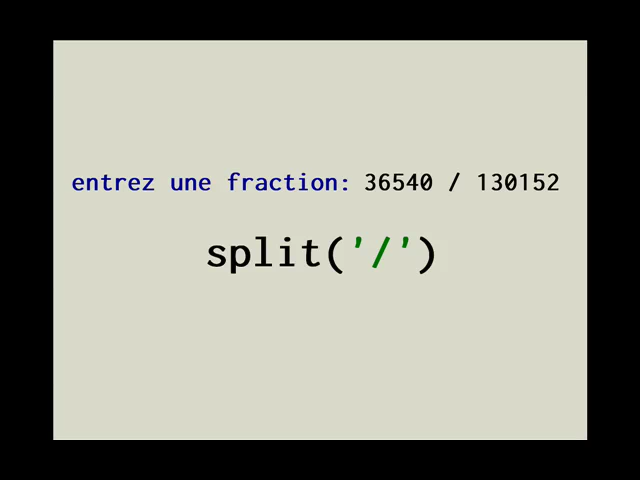 entrez une fraction: 36540 / 130152
split('/')